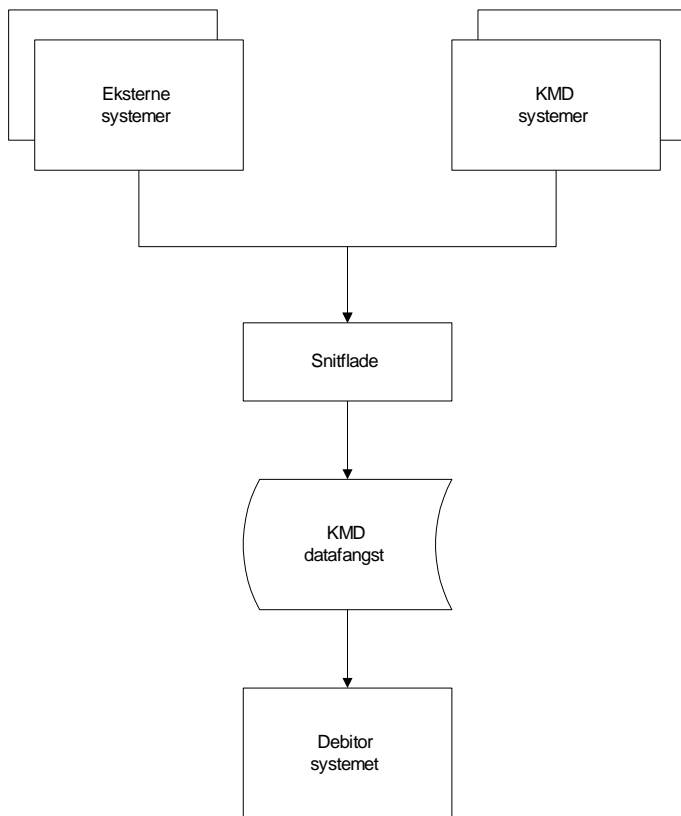 Eksterne
systemer
KMD
systemer
Snitflade
KMD
datafangst
Debitor
systemet